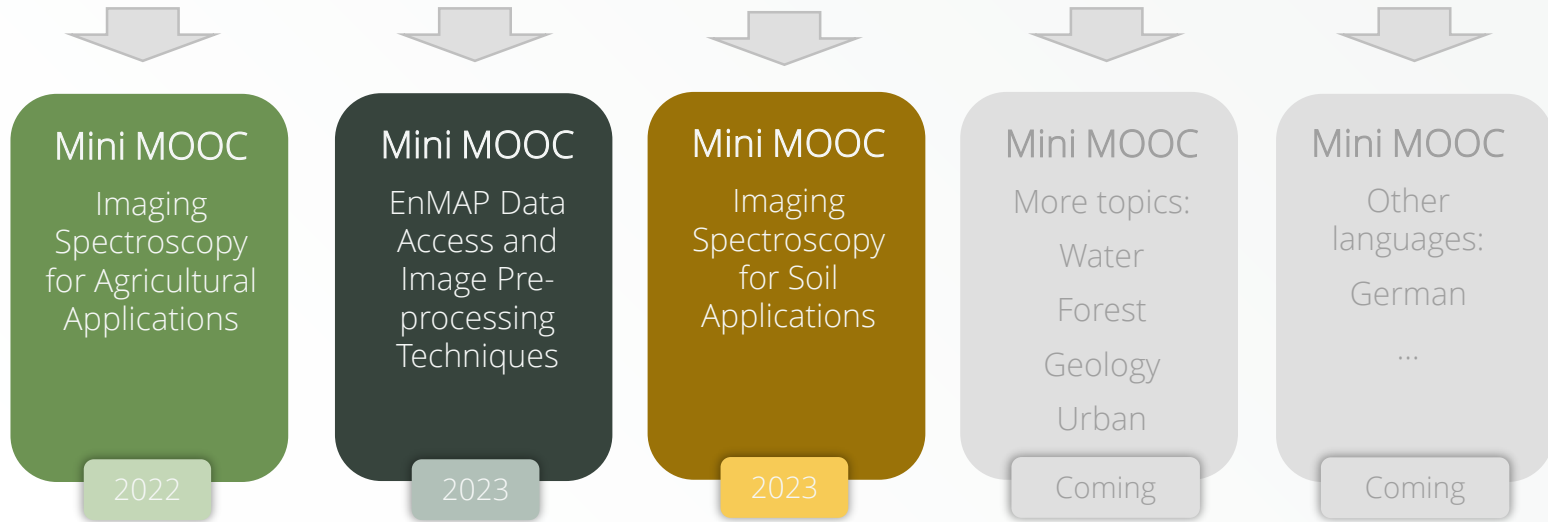 Mini MOOC
Imaging
Spectroscopy
for Agricultural
Applications
2022
Mini MOOC
EnMAP Data
Access and
Image Pre-
processing
Techniques
2023
Mini MOOC
Imaging
Spectroscopy
for Soil
Applications
2023
Mini MOOC
More topics:
Water
Forest
Geology
Urban
Coming
Mini MOOC
Other
languages:
German
...
Coming